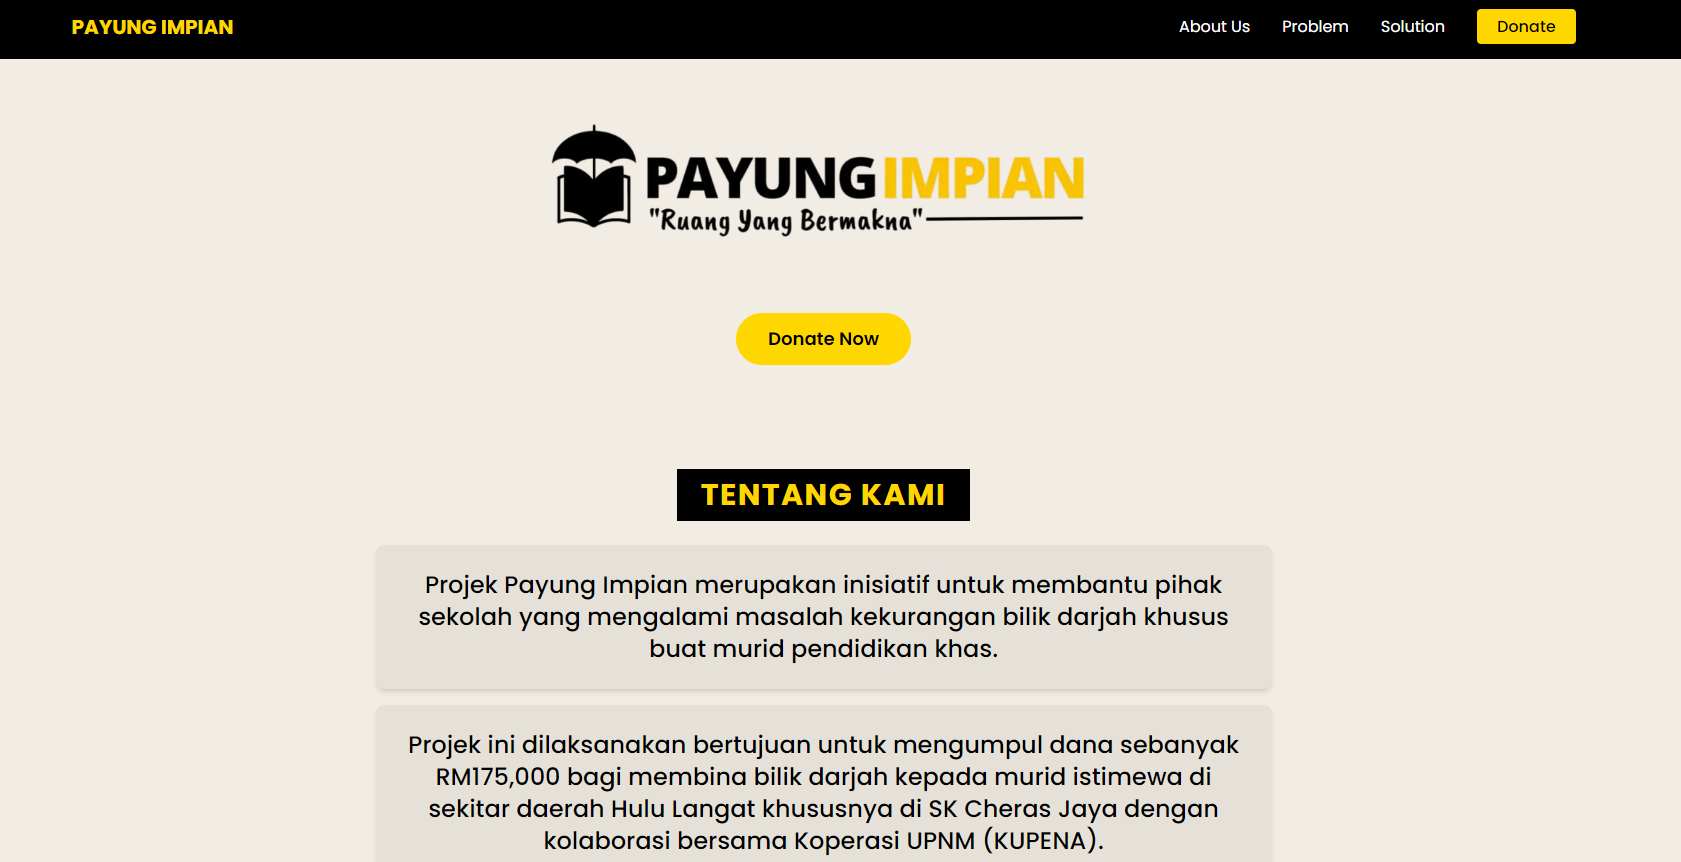 PAYUNG IMPIAN
About Us
Problem
Solution
Donate
PAYUNG IMPIAN
"Ruang Yang Bermakna"
Donate Now
TENTANG KAMI
Projek Payung Impian merupakan inisiatif untuk membantu pihak
sekolah yang mengalami masalah kekurangan bilik darjah khusus
buat murid pendidikan khas.
Projek ini dilaksanakan bertujuan untuk mengumpul dana sebanyak
RM175,000 bagi membina bilik darjah kepada murid istimewa di
sekitar daerah Hulu Langat khususnya di SK Cheras Jaya dengan
kolaborasi bersama Koperasi UPNM (KUPENA).